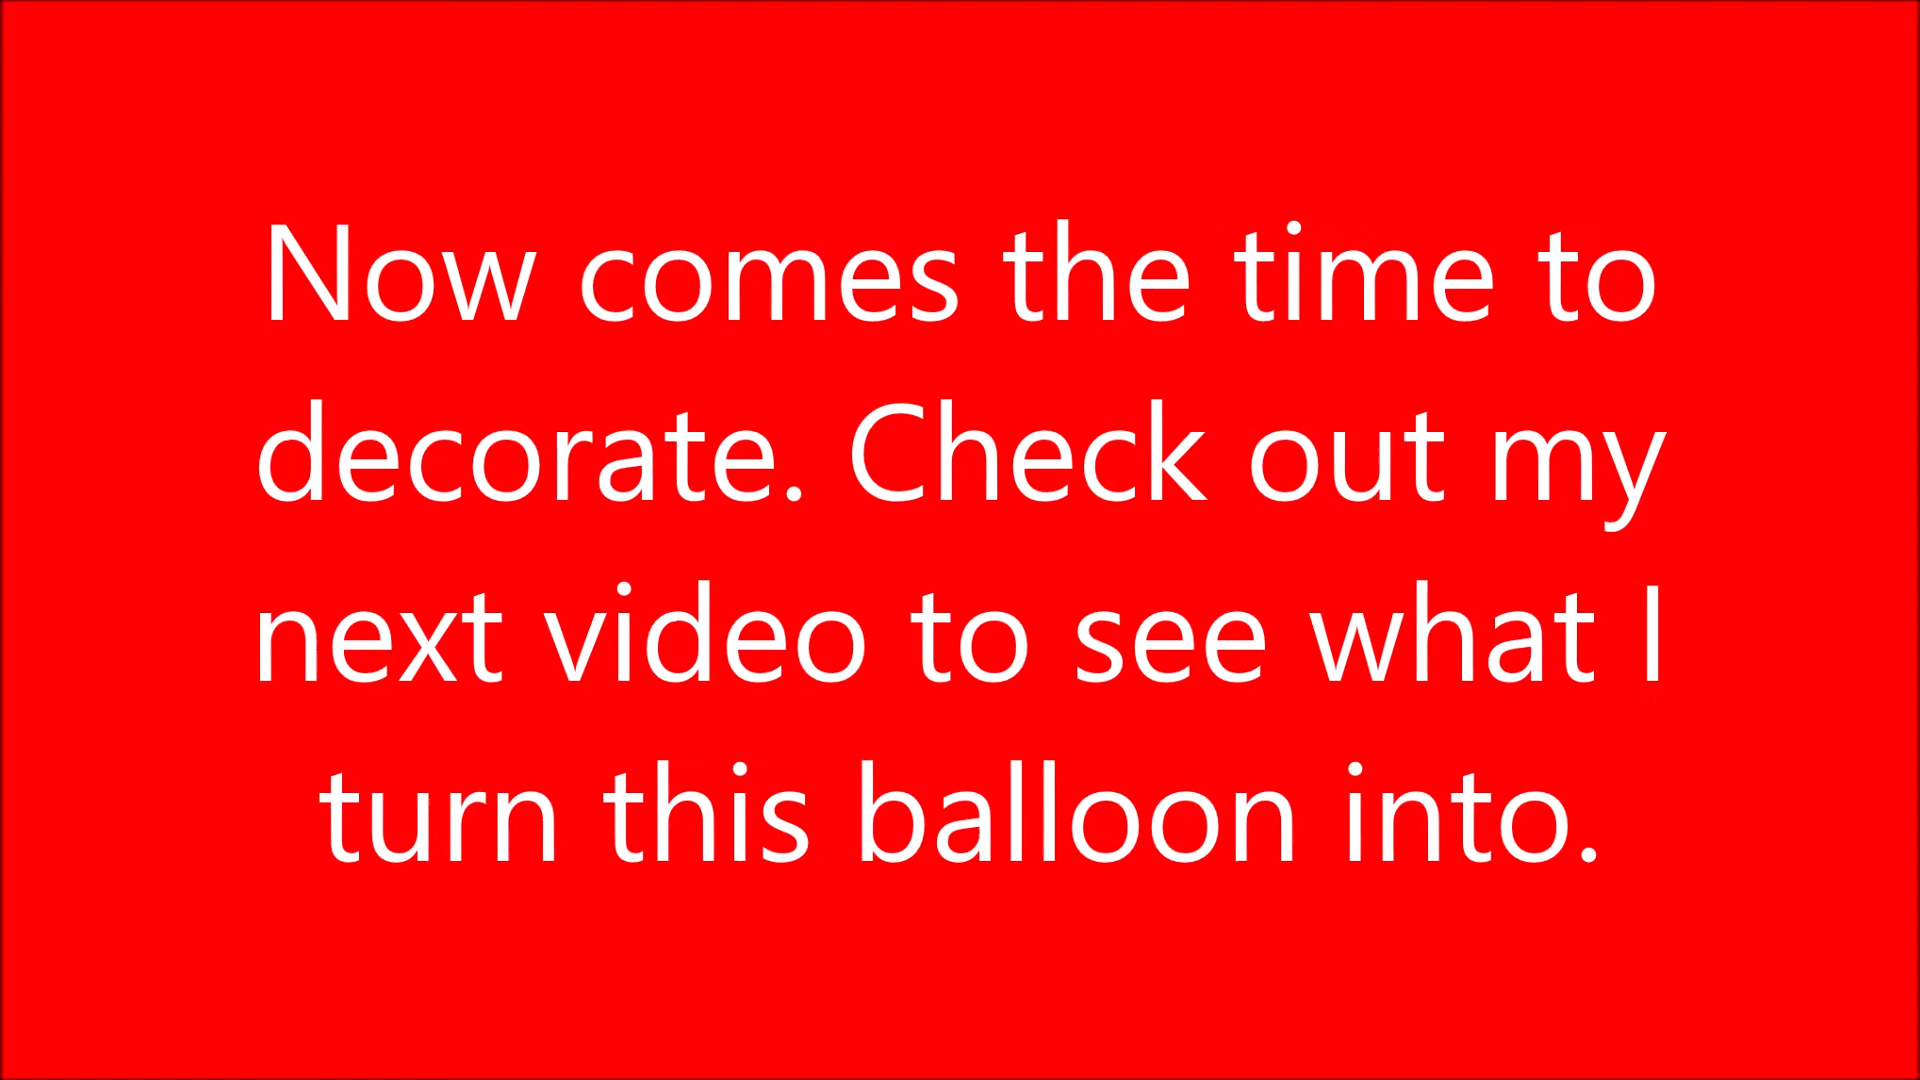 Now comes the time to
decorate. Check out my
next video to see what I
turn this balloon into.